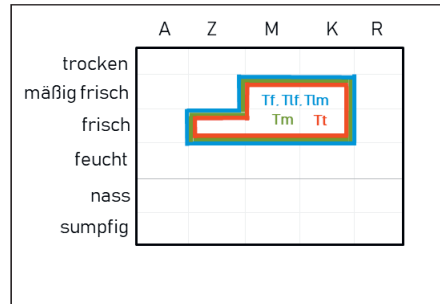 A Z M K R
trocken
mäßig frisch
Tf, Tlf, Tlm
frisch
Tm Tt
feucht
nass
sumpfig